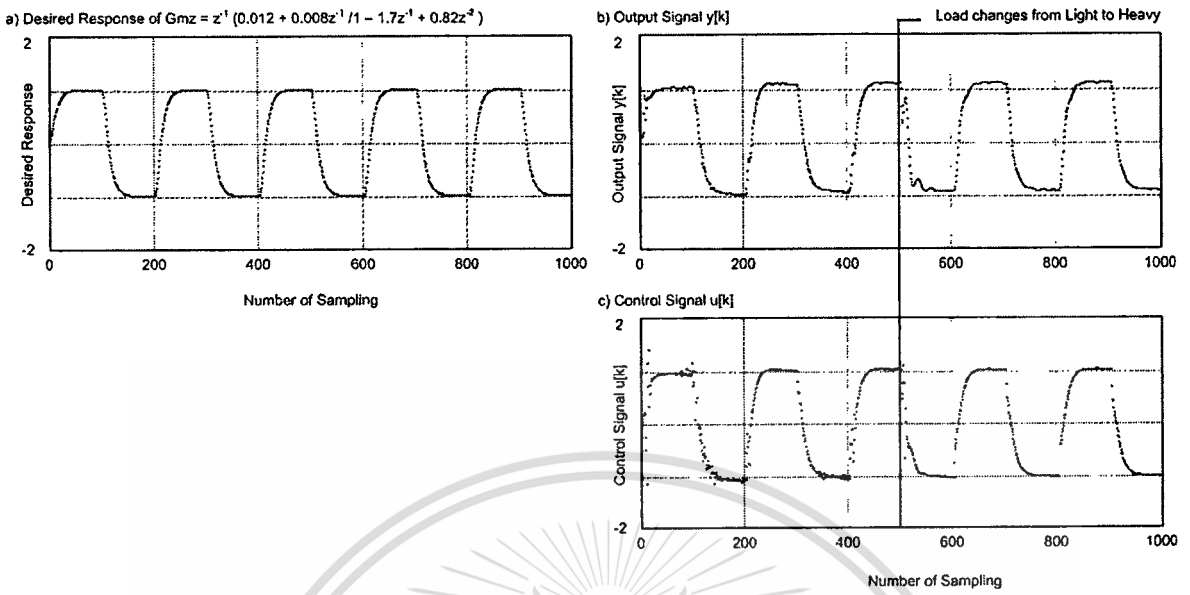 a) Desired Response of Gmz = z⁻¹ (0.012 + 0.008z⁻¹ /1 – 1.7z⁻¹ + 0.82z⁻² )
2
Desired Response
-2
0 200 400 600 800 1000
Number of Sampling
b) Output Signal y[k]
Load changes from Light to Heavy
2
Output Signal y[k]
-2
0 200 400 600 800 1000
c) Control Signal u[k]
2
Control Signal u[k]
-2
0 200 400 600 800 1000
Number of Sampling